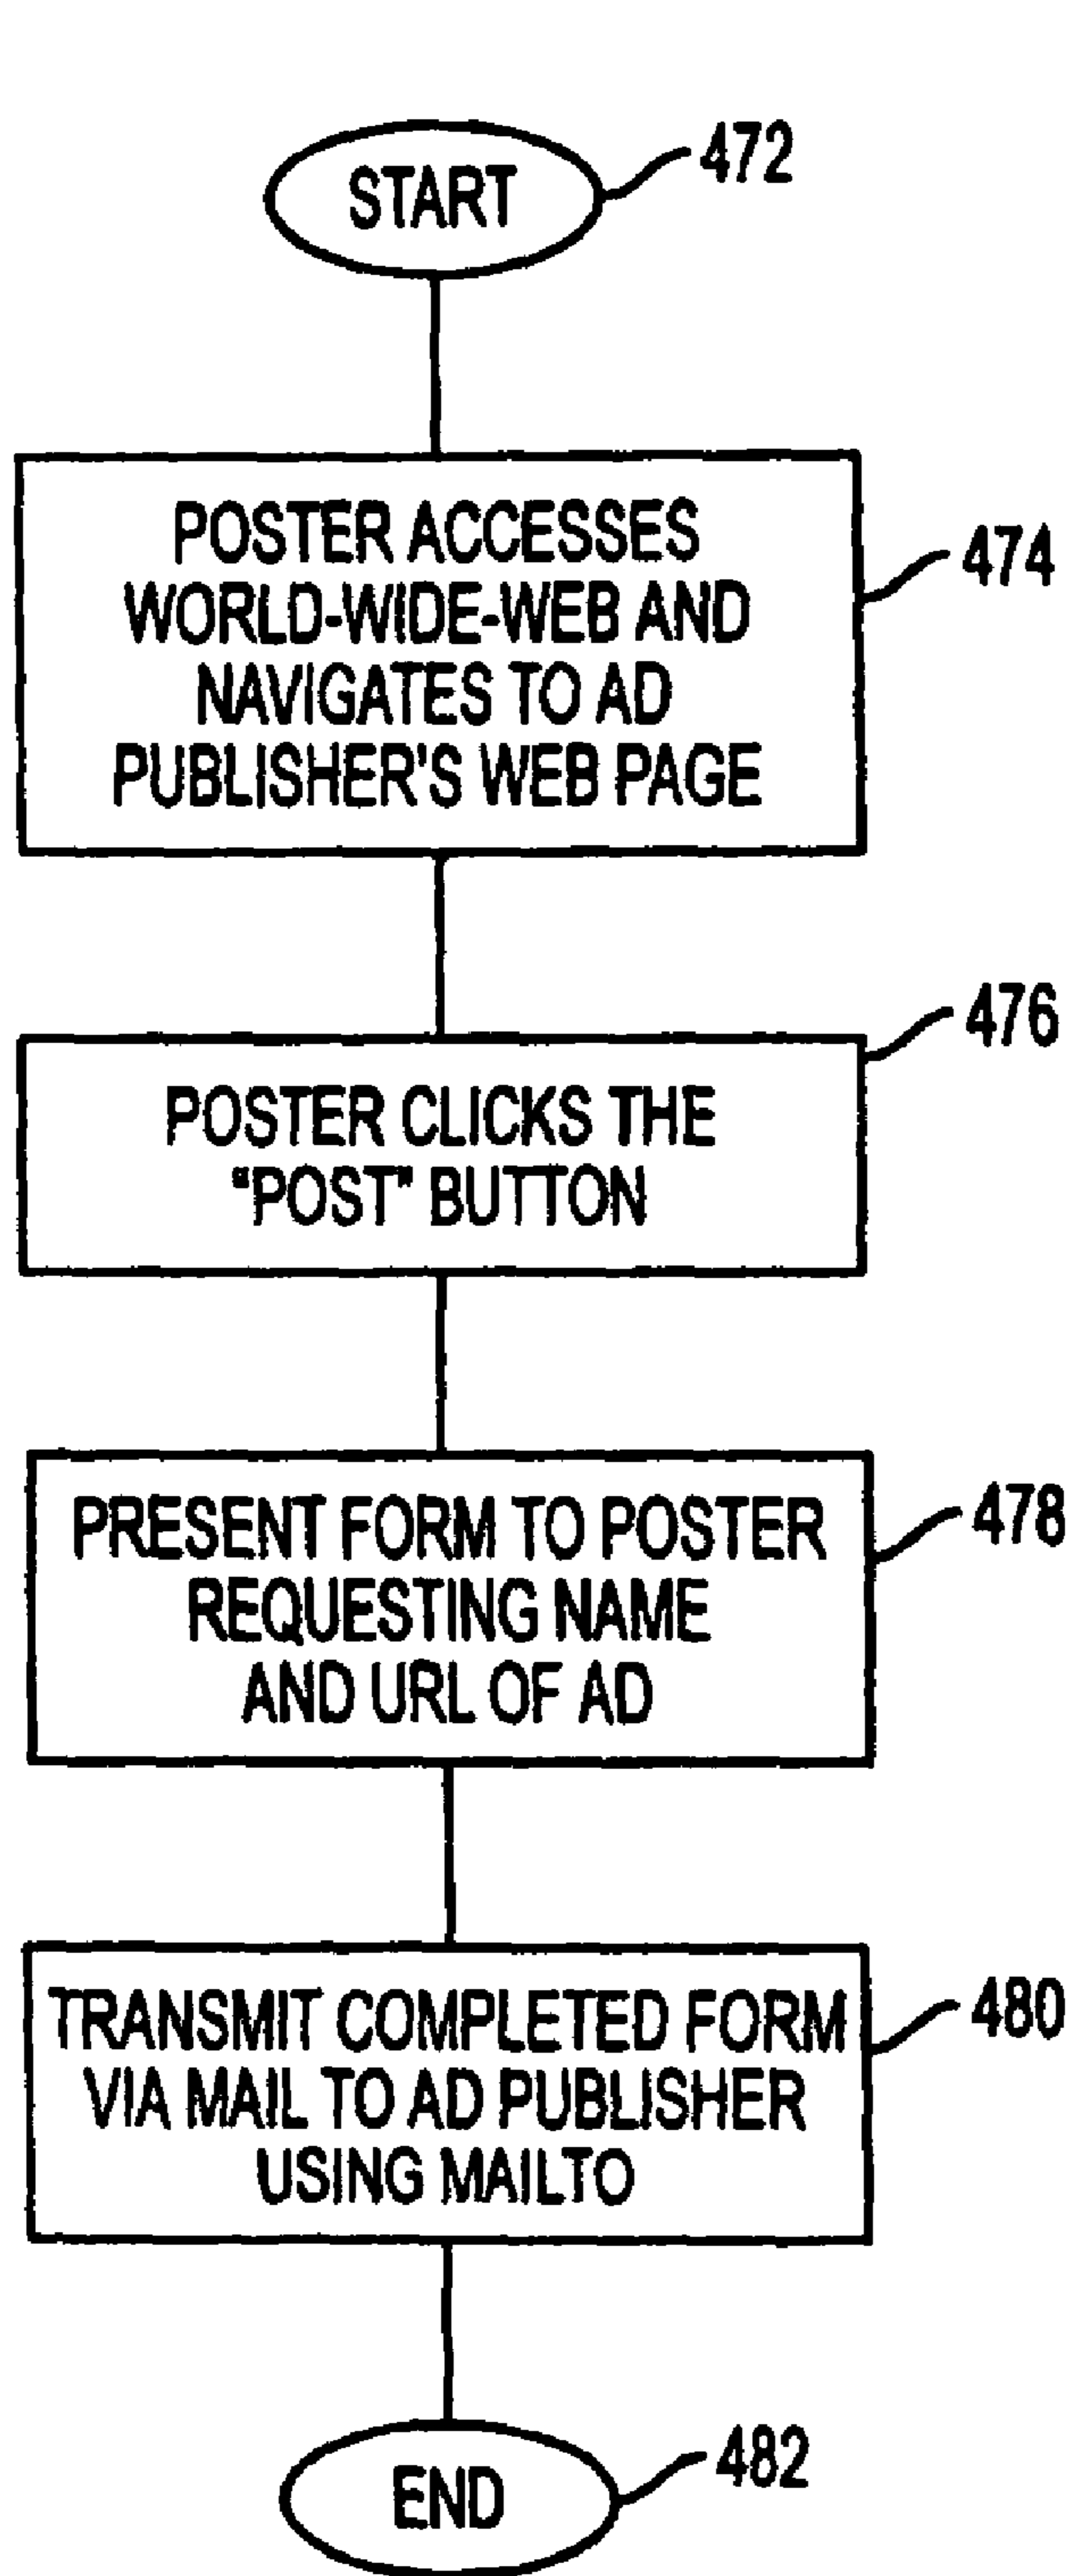 START
472
POSTER ACCESSES
WORLD-WIDE-WEB AND
NAVIGATES TO AD
PUBLISHER'S WEB PAGE
474
POSTER CLICKS THE
"POST" BUTTON
476
PRESENT FORM TO POSTER
REQUESTING NAME
AND URL OF AD
478
TRANSMIT COMPLETED FORM
VIA MAIL TO AD PUBLISHER
USING MAILTO
480
END
482